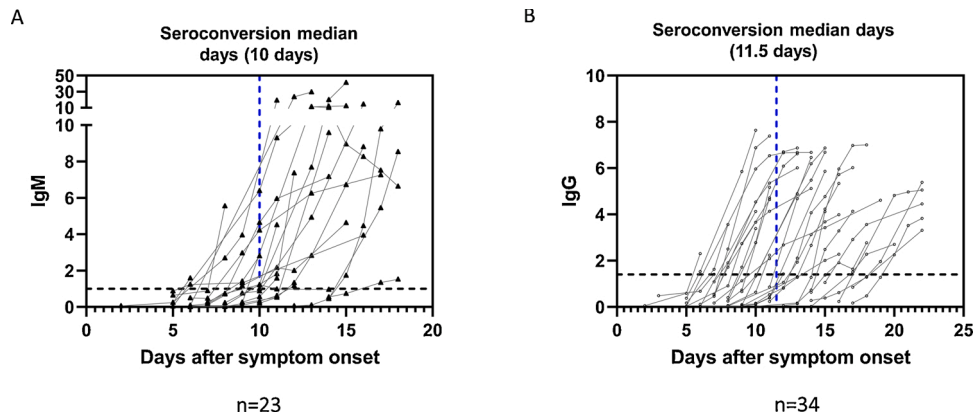 A
Seroconversion median
days (10 days)
50
30
10
10
8
6
4
2
0
IgM
0
5
10
15
20
Days after symptom onset
n=23
B
Seroconversion median days
(11.5 days)
10
8
6
4
2
0
IgG
0
5
10
15
20
25
Days after symptom onset
n=34